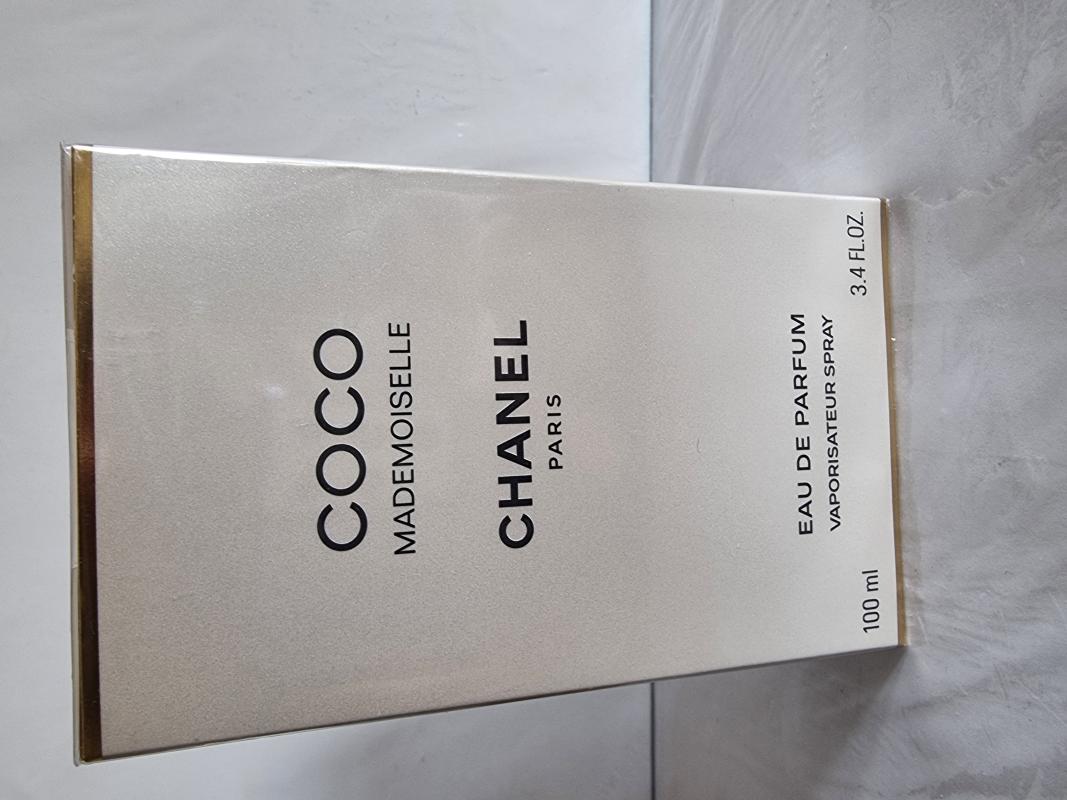 COCO
MADEMOISELLE
CHANEL
PARIS
EAU DE PARFUM
VAPORISATEUR SPRAY
100 ml 3.4 FL.OZ.